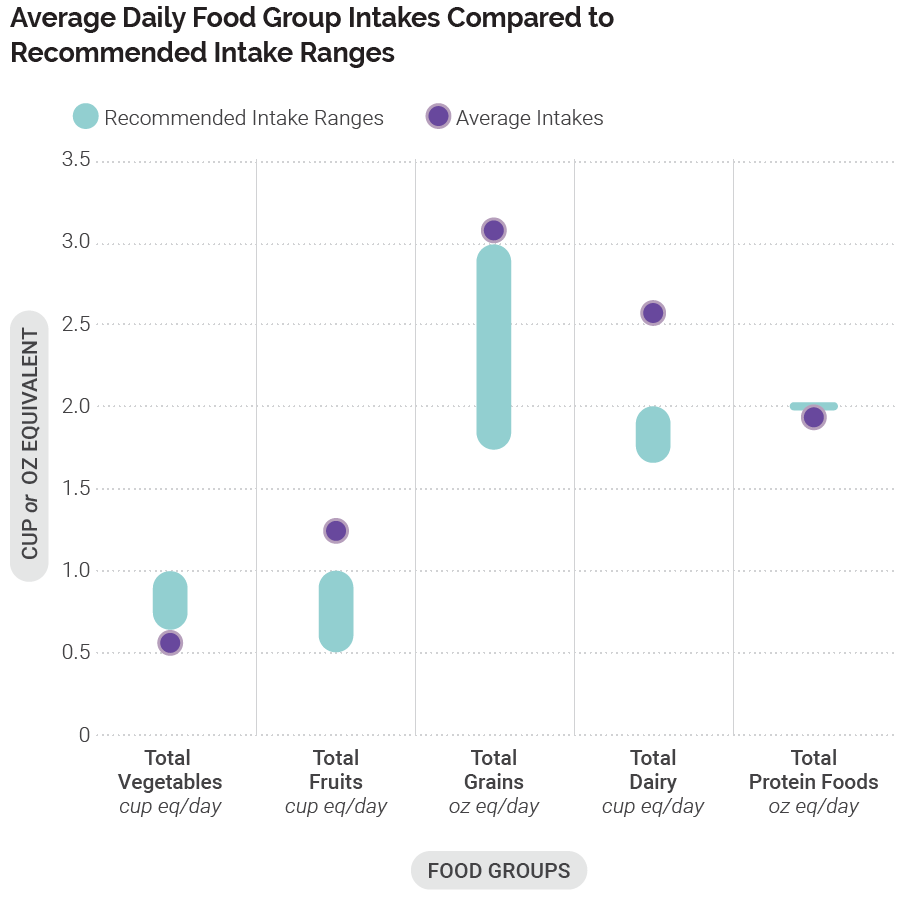 Average Daily Food Group Intakes Compared to
Recommended Intake Ranges
Recommended Intake Ranges
Average Intakes
3.5
3.0
2.5
2.0
1.5
1.0
0.5
0
CUP or OZ EQUIVALENT
Total
Vegetables
cup eq/day
Total
Fruits
cup eq/day
Total
Grains
oz eq/day
Total
Dairy
cup eq/day
Total
Protein Foods
oz eq/day
FOOD GROUPS